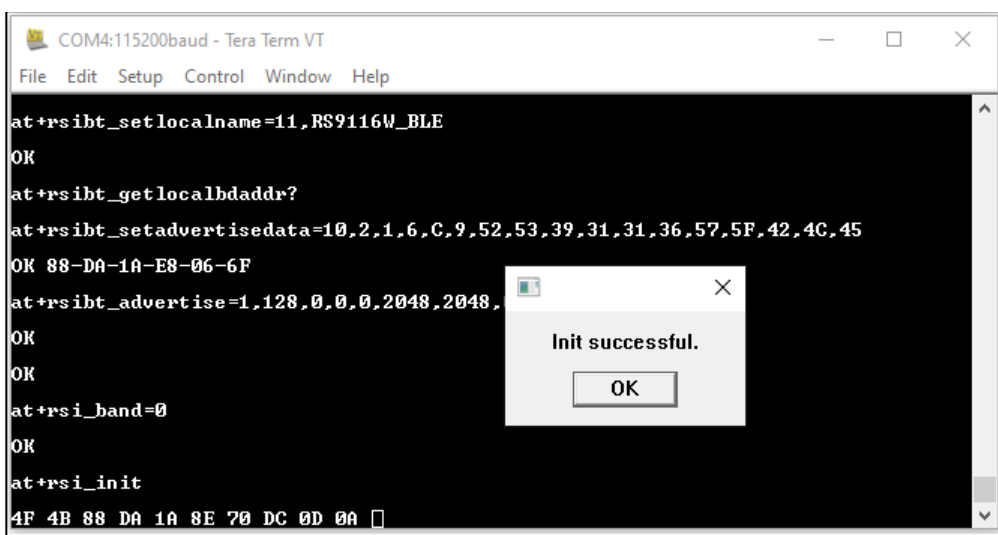 COM4:115200baud - Tera Term VT
File Edit Setup Control Window Help
at+rsibt_setlocalname=11,RS9116W_BLE
OK
at+rsibt_getlocalbdaddr?
at+rsibt_setadvertisedata=10,2,1,6,C,9,52,53,39,31,31,36,57,5F,42,4C,45
OK 88-DA-1A-E8-06-6F
at+rsibt_advertise=1,128,0,0,0,2048,2048,
OK
OK
at+rsi_band=0
OK
at+rsi_init
4F 4B 88 DA 1A 8E 70 DC 0D 0A
Init successful.
OK